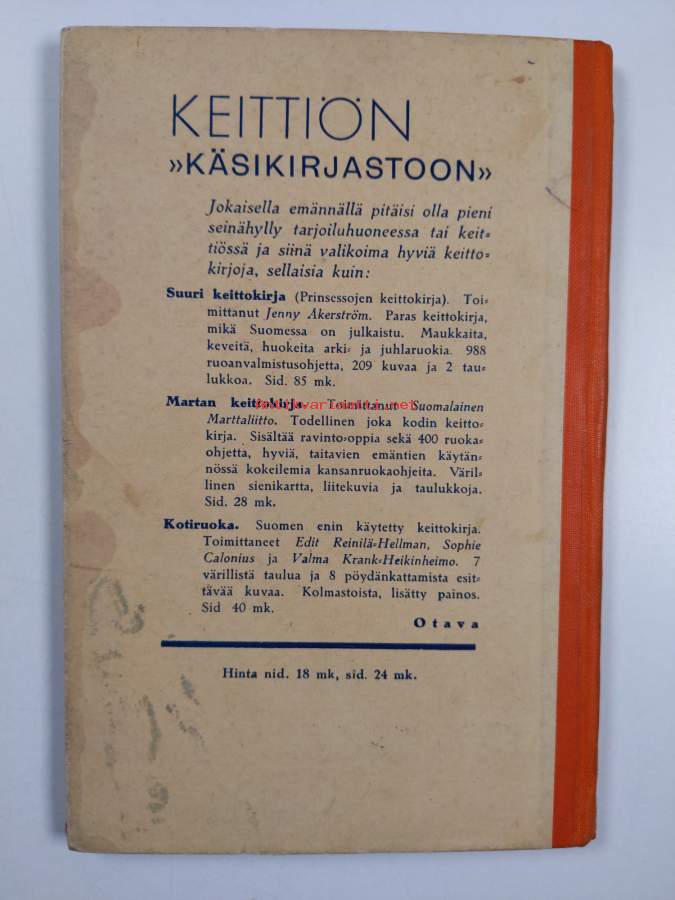 KEITTIÖN
»KÄSIKIRJASTOON»
Jokaisella emännällä pitäisi olla pieni
seinähylly tarjoiluhuoneessa tai keit-
tiössä ja siinä valikoima hyviä keitto-
kirjoja, sellaisia kuin:
Suuri keittokirja (Prinsessojen keittokirja). Toi-
mittanut Jenny Åkerström. Paras keittokirja,
mikä Suomessa on julkaistu. Maukkaita,
keveitä, huokeita arki- ja juhlaruokia. 988
ruoanvalmistusohjetta, 209 kuvaa ja 2 tau-
lukkoa. Sid. 85 mk.
Martan keittokirja. Toimittanut Suomalainen
Antikvariaatti.net
Marttaliitto. Todellinen joka kodin keitto-
kirja. Sisältää ravinto-oppia sekä 400 ruoka-
ohjetta, hyviä, taitavien emäntien käytän-
nössä kokeilemia kansanruokaohjeita. Väril-
linen sienikartta, liitekuvia ja taulukkoja.
Sid. 28 mk.
Kotiruoka. Suomen enin käytetty keittokirja.
Toimittaneet Edit Reinilä-Hellman, Sophie
Calonius ja Valma Krank-Heikinheimo. 7
värillistä taulua ja 8 pöydänkattamista esit-
tävää kuvaa. Kolmastoista, lisätty painos.
Sid 40 mk.
Otava
Hinta nid. 18 mk, sid. 24 mk.